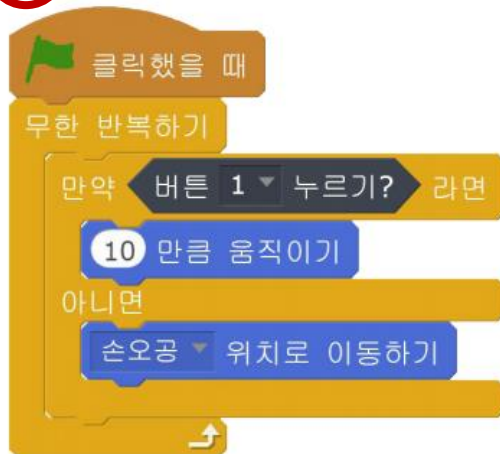 클릭했을 때
무한 반복하기
만약 버튼 1 누르기? 라면
10 만큼 움직이기
아니면
손오공 위치로 이동하기